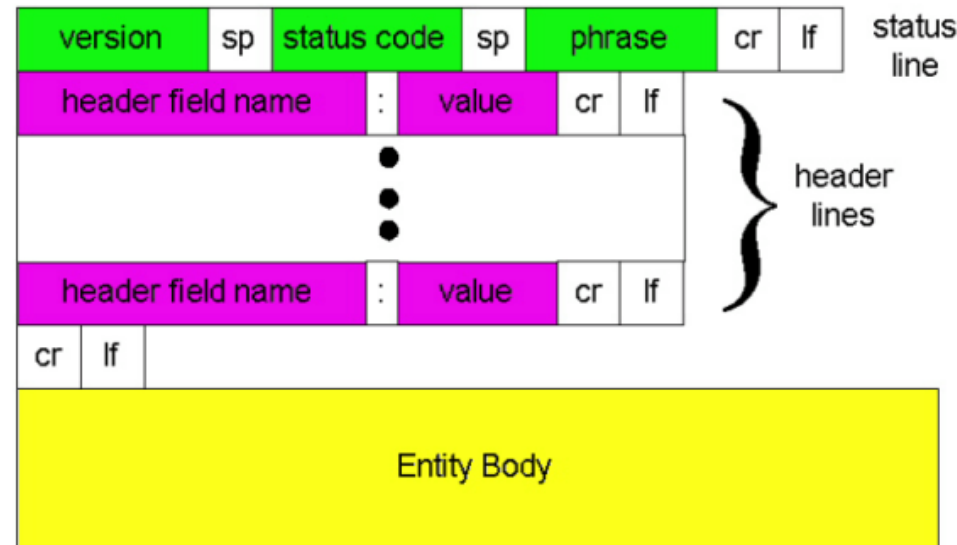 version sp status code sp phrase cr lf status line
header field name : value cr lf
header lines
header field name : value cr lf
cr lf
Entity Body